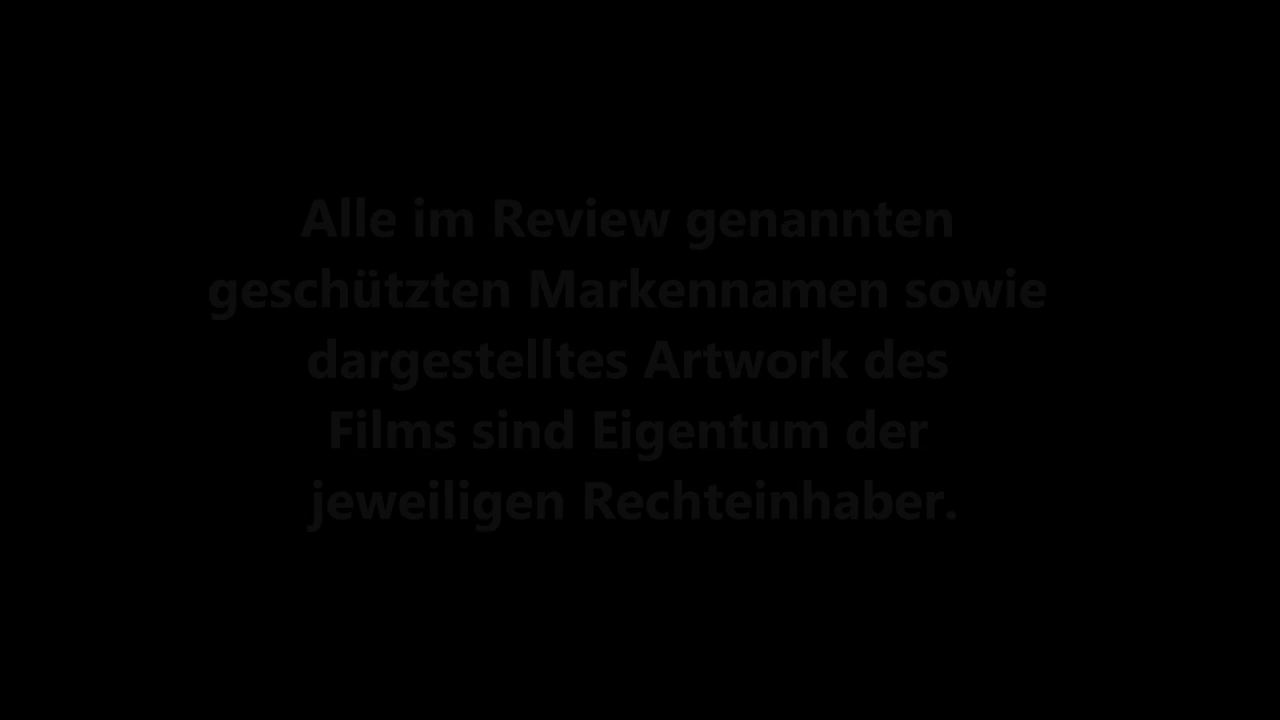 Alle im Review genannten
geschützten Markennamen sowie
dargestelltes Artwork des
Films sind Eigentum der
jeweiligen Rechteinhaber.